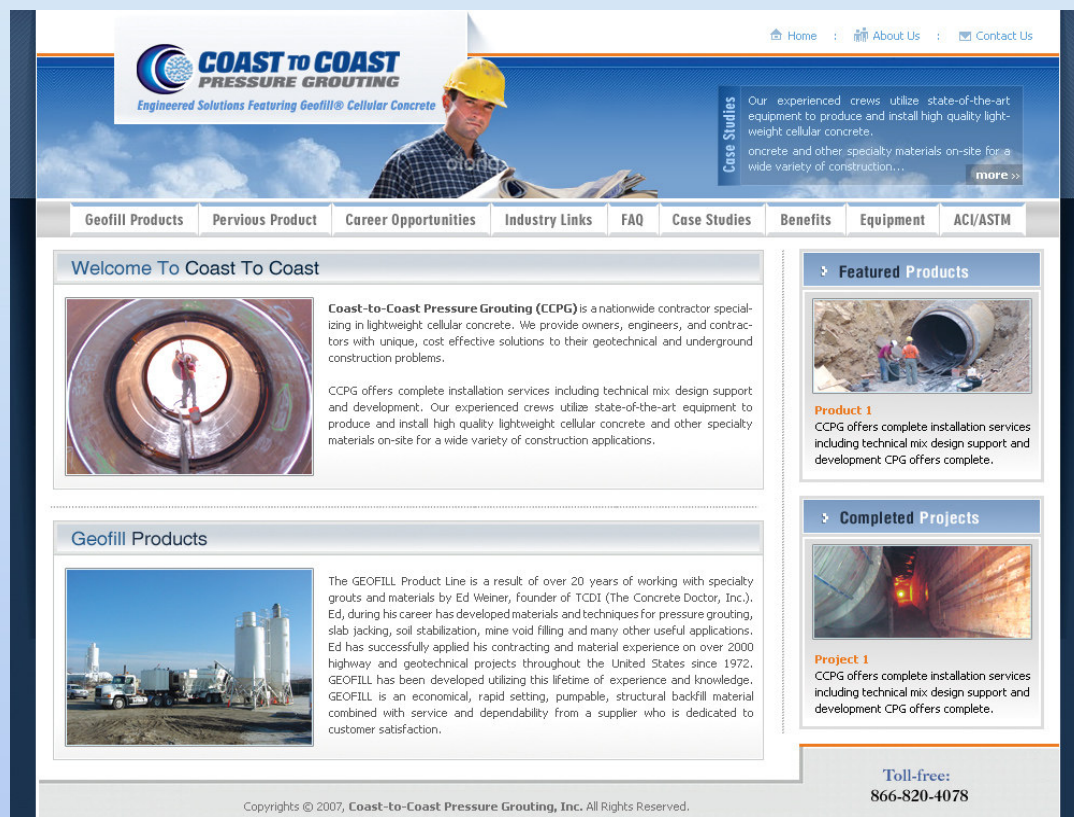 Home : About Us : Contact Us
COAST TO COAST
PRESSURE GROUTING
Engineered Solutions Featuring Geofill® Cellular Concrete
Case Studies
Our experienced crews utilize state-of-the-art
equipment to produce and install high quality light-
weight cellular concrete.
oncrete and other specialty materials on-site for a
wide variety of construction...
more »
Geofill Products Pervious Product Career Opportunities Industry Links FAQ Case Studies Benefits Equipment ACI/ASTM
Welcome To Coast To Coast
Coast-to-Coast Pressure Grouting (CCPG) is a nationwide contractor special-
izing in lightweight cellular concrete. We provide owners, engineers, and contrac-
tors with unique, cost effective solutions to their geotechnical and underground
construction problems.
CCPG offers complete installation services including technical mix design support
and development. Our experienced crews utilize state-of-the-art equipment to
produce and install high quality lightweight cellular concrete and other specialty
materials on-site for a wide variety of construction applications.
Geofill Products
The GEOFILL Product Line is a result of over 20 years of working with specialty
grouts and materials by Ed Weiner, founder of TCDI (The Concrete Doctor, Inc.).
Ed, during his career has developed materials and techniques for pressure grouting,
slab jacking, soil stabilization, mine void filling and many other useful applications.
Ed has successfully applied his contracting and material experience on over 2000
highway and geotechnical projects throughout the United States since 1972.
GEOFILL has been developed utilizing this lifetime of experience and knowledge.
GEOFILL is an economical, rapid setting, pumpable, structural backfill material
combined with service and dependability from a supplier who is dedicated to
customer satisfaction.
Featured Products
Product 1
CCPG offers complete installation services
including technical mix design support and
development CPG offers complete.
Completed Projects
Project 1
CCPG offers complete installation services
including technical mix design support and
development CPG offers complete.
Toll-free:
866-820-4078
Copyrights © 2007, Coast-to-Coast Pressure Grouting, Inc. All Rights Reserved.